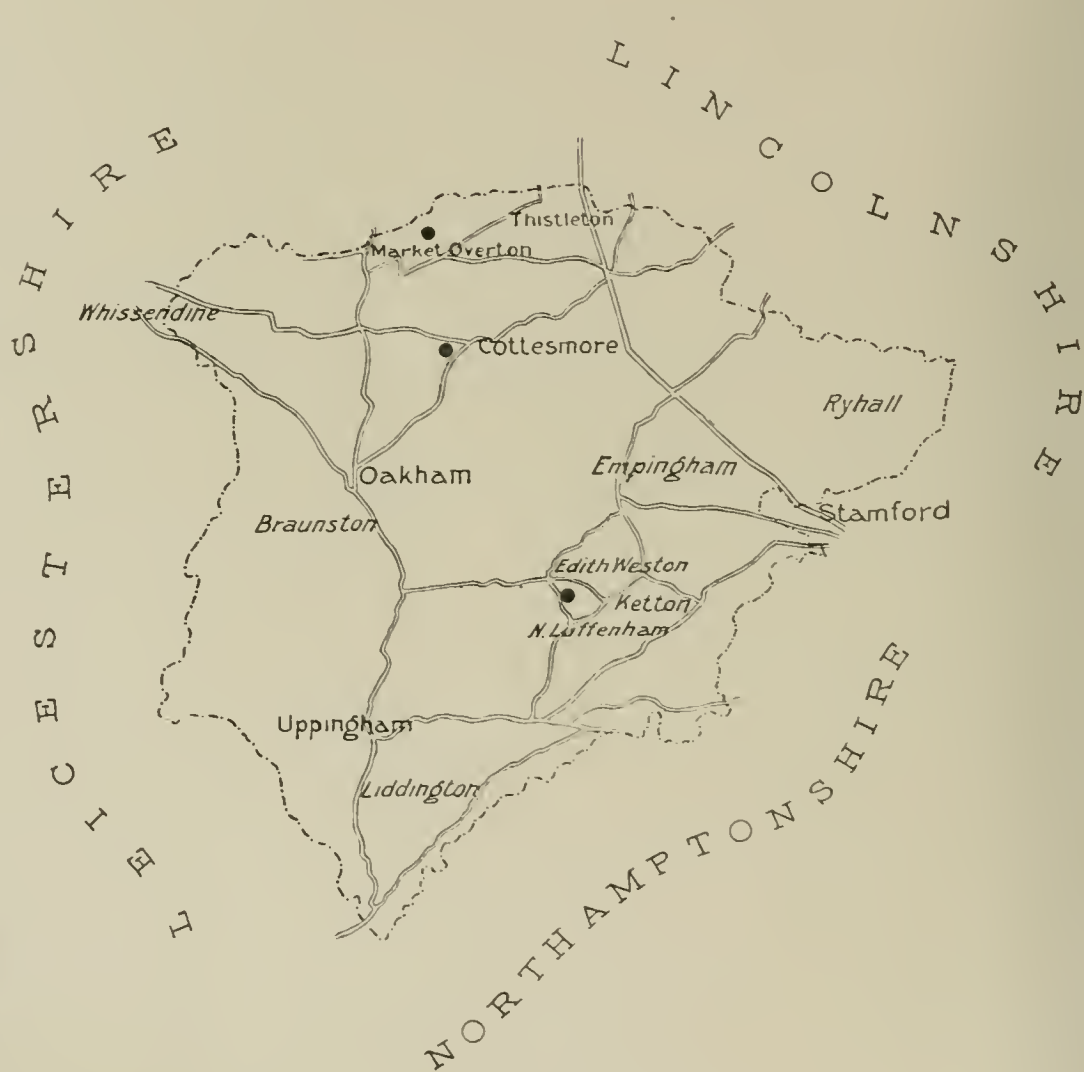 LINCOLNSHIRE
LEICESTERSHIRE
Thistleton
Market Overton
Whissendine
Cottesmore
Ryhall
Empingham
Oakham
Stamford
Braunston
Edith Weston
Ketton
N. Luffenham
Uppingham
Liddington
NORTHAMPTONSHIRE